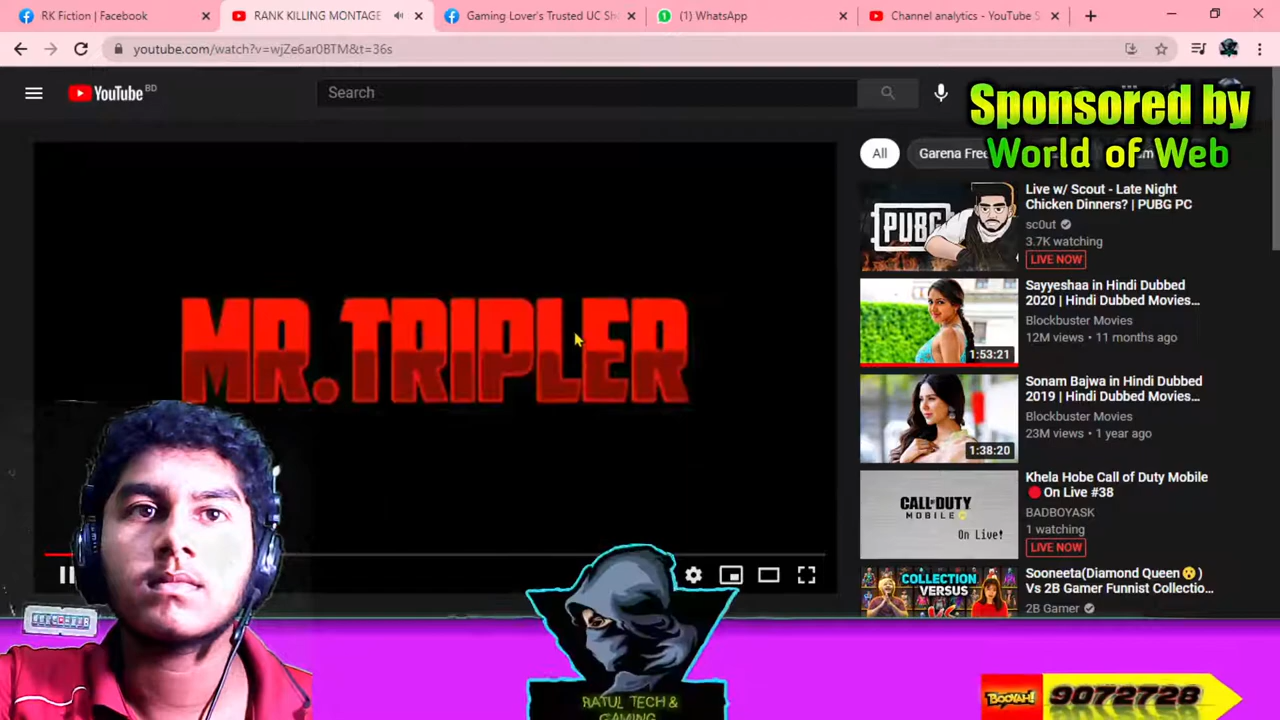 RK Fiction | Facebook
RANK KILLING MONTAGE
Gaming Lover's Trusted UC Sh
(1) WhatsApp
Channel analytics - YouTube S
youtube.com/watch?v=wjZe6ar0BTM&t=36s
YouTube BD
Search
Sponsored by
World of Web
All
Garena Free
MR.TRIPLER
PUBG
Live w/ Scout - Late Night
Chicken Dinners? | PUBG PC
sc0ut
3.7K watching
LIVE NOW
1:53:21
Sayyeshaa in Hindi Dubbed
2020 | Hindi Dubbed Movies...
Blockbuster Movies
12M views • 11 months ago
1:38:20
Sonam Bajwa in Hindi Dubbed
2019 | Hindi Dubbed Movies...
Blockbuster Movies
23M views • 1 year ago
CALL OF DUTY
MOBILE
On Live!
Khela Hobe Call of Duty Mobile
🔴On Live #38
BADBOYASK
1 watching
LIVE NOW
COLLECTION
VERSUS
Sooneeta(Diamond Queen😮)
Vs 2B Gamer Funnist Collectio...
2B Gamer
RATUL TECH &
GAMING
BOOYAH!
9072728